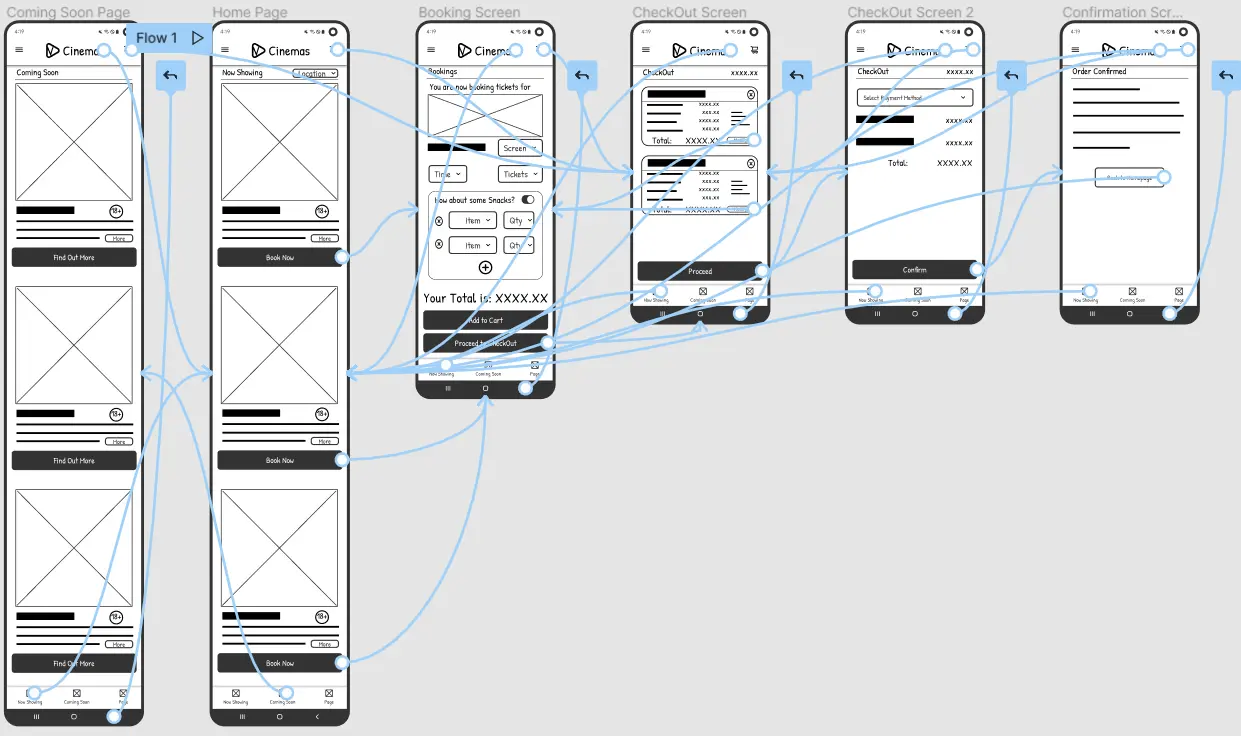 Coming Soon Page
4:19
Cinemas
Coming Soon
18+
More
Find Out More
18+
More
Find Out More
18+
More
Find Out More
Now Showing
Coming Soon
Page
Flow 1
Home Page
Cinemas
Now Showing
Location
18+
More
Book Now
18+
More
Book Now
18+
More
Book Now
Now Showing
Coming Soon
Page
Booking Screen
4:19
Cinemas
Bookings
You are now booking tickets for
Screen
Time
Tickets
How about some Snacks?
Item
Qty
Item
Qty
Your Total is: XXXX.XX
Add to Cart
Proceed to CheckOut
Now Showing
Coming Soon
Page
CheckOut Screen
4:19
Cinemas
CheckOut
XXXX.XX
XXXX.XX
XXXX.XX
XXXX.XX
XXX.XX
Total:
XXXX.XX
XXXX.XX
XXXX.XX
XXXX.XX
XXX.XX
Total:
XXXX.XX
Proceed
Now Showing
Coming Soon
Page
CheckOut Screen 2
4:19
Cinemas
CheckOut
XXXX.XX
Select Payment Method
XXXX.XX
XXXX.XX
Total:
XXXX.XX
Confirm
Now Showing
Coming Soon
Page
Confirmation Scr...
4:19
Cinemas
Order Confirmed
Back to Homepage
Now Showing
Coming Soon
Page